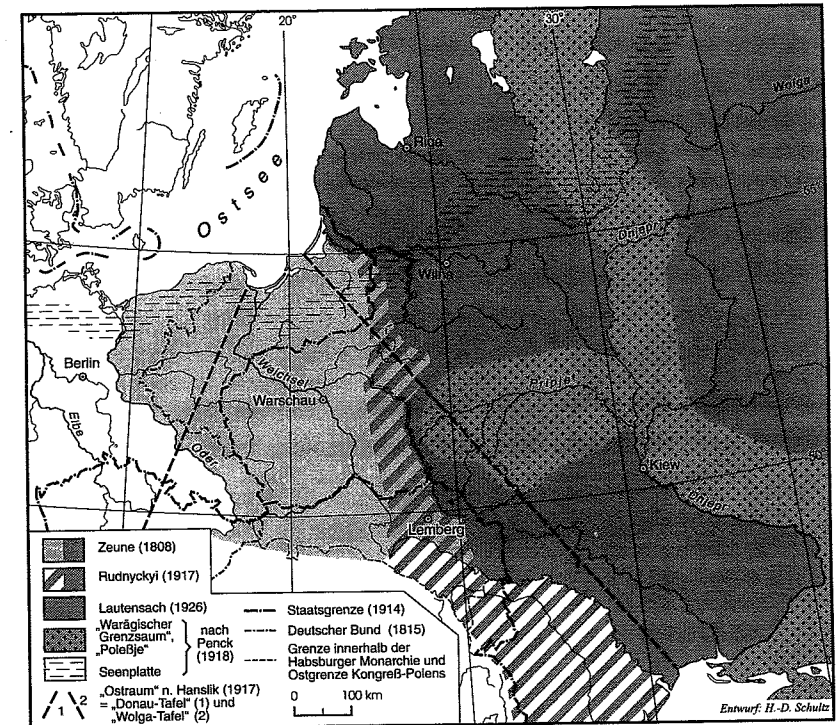 20°
30°
Wolga
Riga
55°
Ostsee
Dnjepr
Wilna
Berlin
Weichsel
Pripjet
Warschau
Elbe
Oder
Kiew
50°
Dnjepr
Lemberg
Zeune (1808)
Rudnyckyi (1917)
Lautensach (1926)
„Warägischer
Grenzsaum",
„Poleßje"
Seenplatte
nach
Penck
(1918)
1 2 „Ostraum" n. Hanslik (1917)
= „Donau-Tafel" (1) und
„Wolga-Tafel" (2)
Staatsgrenze (1914)
Deutscher Bund (1815)
Grenze innerhalb der
Habsburger Monarchie und
Ostgrenze Kongreß-Polens
0 100 km
Entwurf: H.-D. Schultz